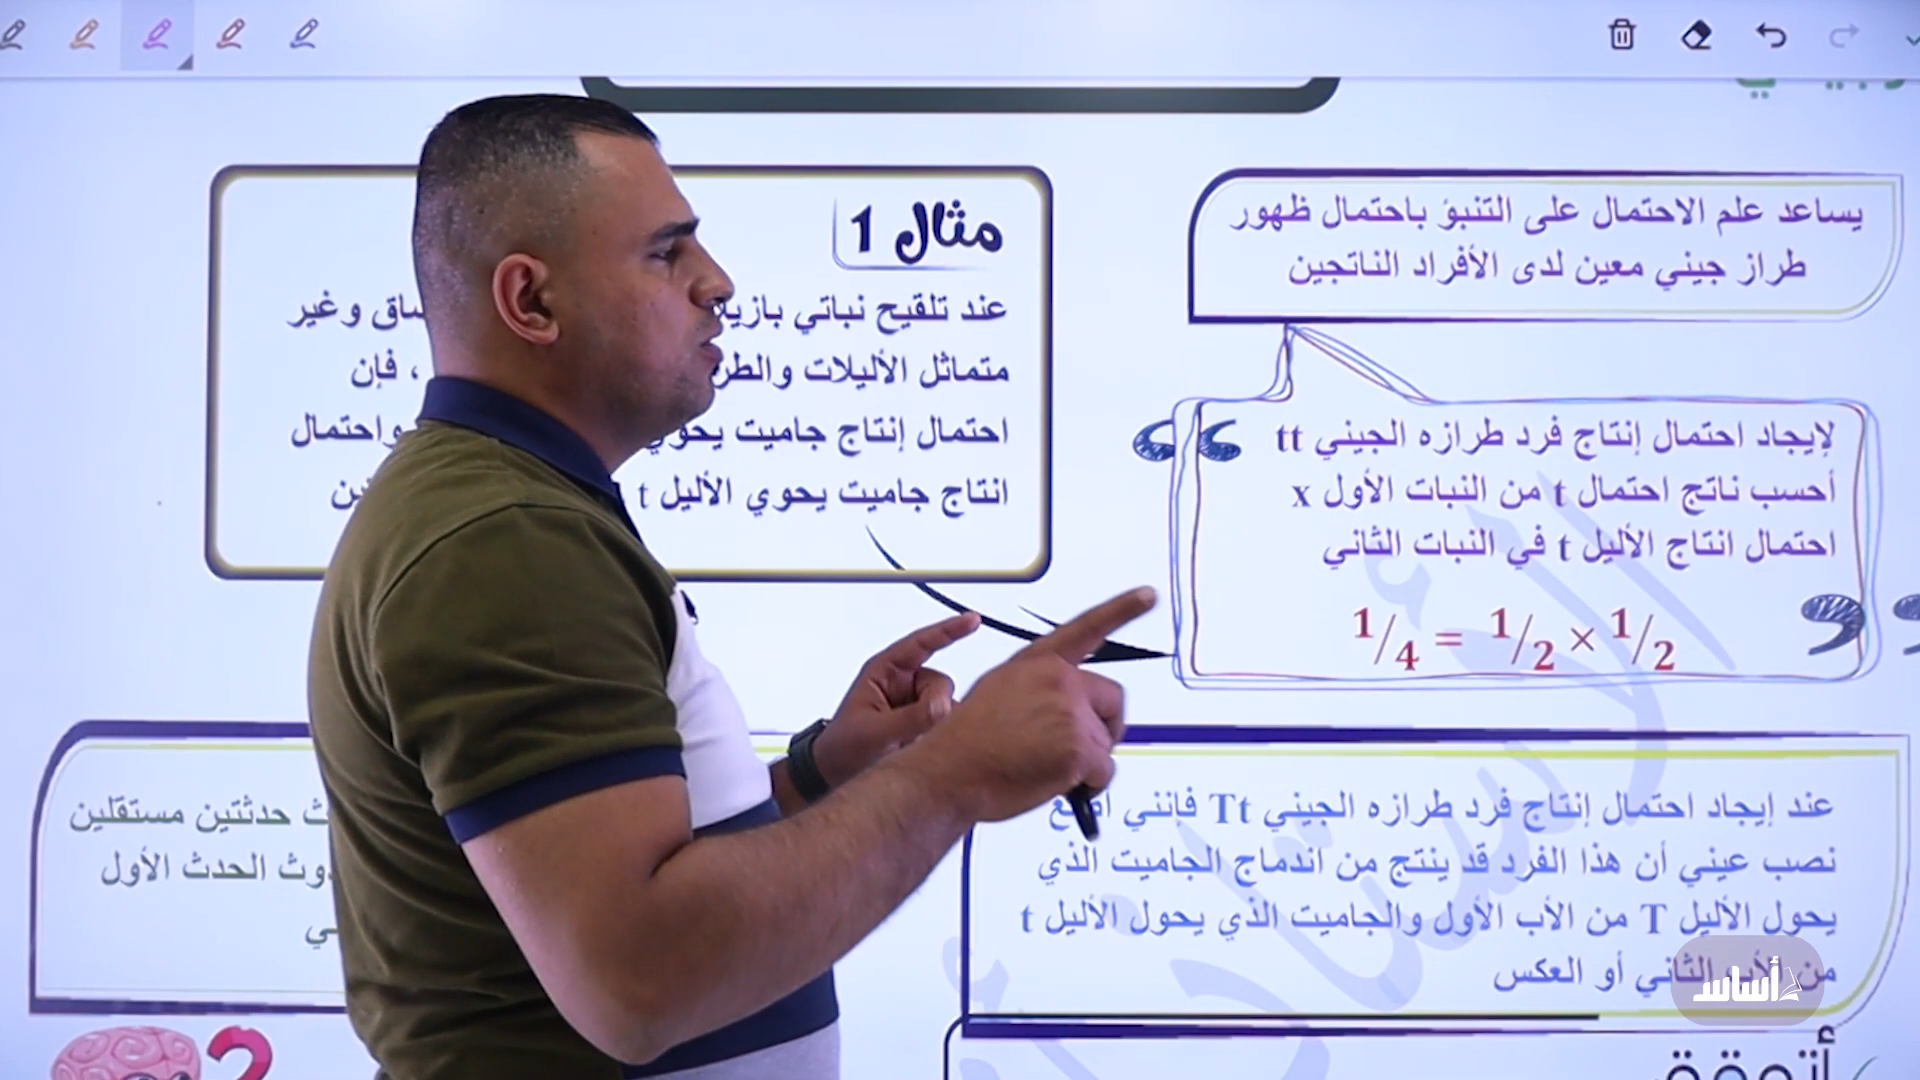 يساعد علم الاحتمال على التنبؤ باحتمال ظهور
طراز جيني معين لدى الأفراد الناتجين
لإيجاد احتمال إنتاج فرد طرازه الجيني tt
أحسب ناتج احتمال t من النبات الأول x
احتمال انتاج الأليل t في النبات الثاني
1/4 = 1/2 × 1/2
مثال 1
عند تلقيح نباتي وغير
متماثل الأليلات ، فإن
احتمال إنتاج جاميت واحتمال
انتاج جاميت يحوي الأليل t
عند إيجاد احتمال إنتاج فرد طرازه الجيني Tt فإنني
نصب عيني أن هذا الفرد قد ينتج من اندماج الجاميت الذي
يحول الأليل T من الأب الأول والجاميت الذي يحول الأليل t
من الأب الثاني أو العكس
حدثتين مستقلين
الحدث الأول
أساس